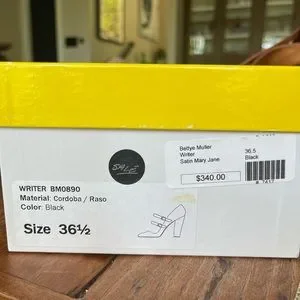 Bettye Muller
Writer
Satin Mary Jane
36.5
Black
$340.00
SALE
WRITER BM0890
Material: Cordoba / Raso
Color: Black
Size 36½